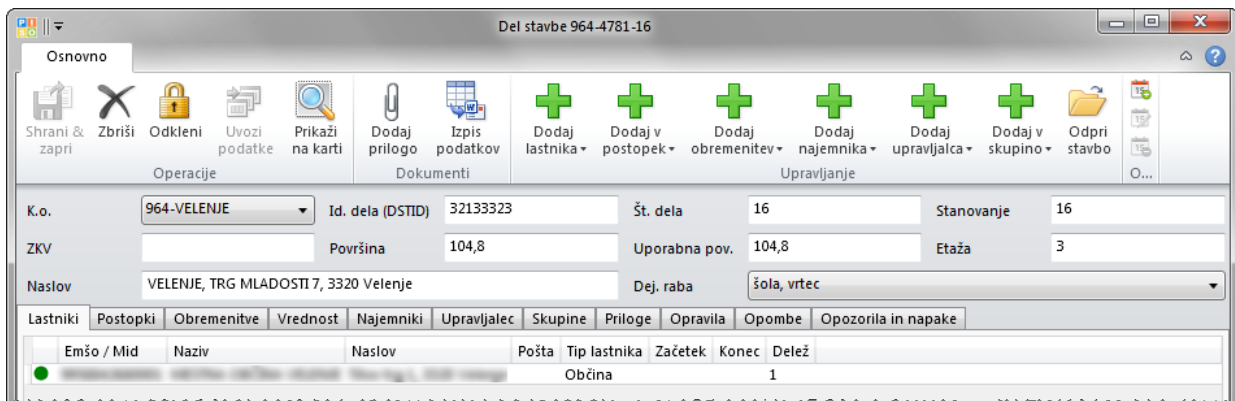 Del stavbe 964-4781-16
Osnovno
Shrani & zapri
Zbriši
Odkleni
Uvozi podatke
Prikaži na karti
Dodaj prilogo
Izpis podatkov
Dodaj lastnika
Dodaj v postopek
Dodaj obremenitev
Dodaj najemnika
Dodaj upravljalca
Dodaj v skupino
Odpri stavbo
Operacije
Dokumenti
Upravljanje
O...
K.o. 964-VELENJE Id. dela (DSTID) 32133323 Št. dela 16 Stanovanje 16
ZKV Površina 104,8 Uporabna pov. 104,8 Etaža 3
Naslov VELENJE, TRG MLADOSTI 7, 3320 Velenje Dej. raba šola, vrtec
Lastniki Postopki Obremenitve Vrednost Najemniki Upravljalec Skupine Priloge Opravila Opombe Opozorila in napake
Emšo / Mid Naziv Naslov Pošta Tip lastnika Začetek Konec Delež
Občina 1